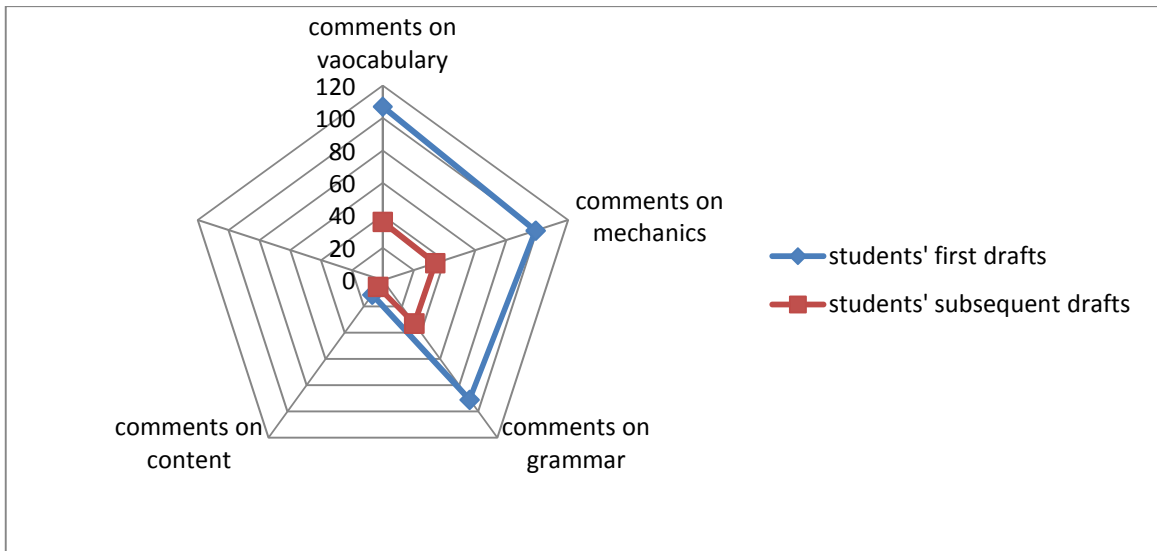 comments on
vaocabulary
120
100
80
60
40
20
0
comments on
mechanics
comments on
grammar
comments on
content
students' first drafts
students' subsequent drafts